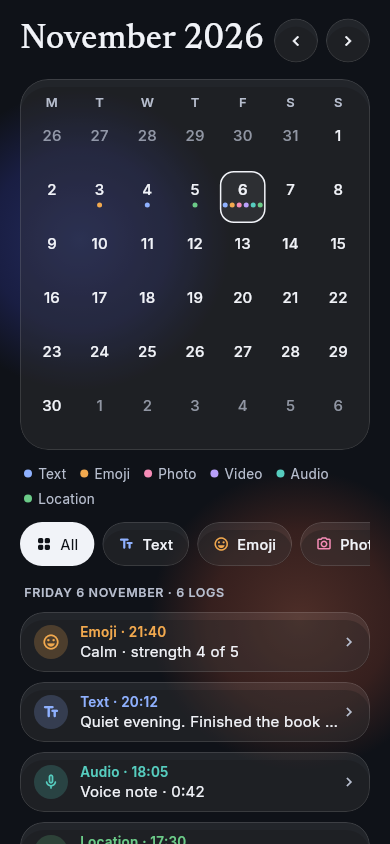 November 2026
M T W T F S S
26 27 28 29 30 31 1
2 3 4 5 6 7 8
9 10 11 12 13 14 15
16 17 18 19 20 21 22
23 24 25 26 27 28 29
30 1 2 3 4 5 6
Text Emoji Photo Video Audio
Location
All Text Emoji Phot
FRIDAY 6 NOVEMBER · 6 LOGS
Emoji · 21:40
Calm · strength 4 of 5
Text · 20:12
Quiet evening. Finished the book ...
Audio · 18:05
Voice note · 0:42
Location · 17:30